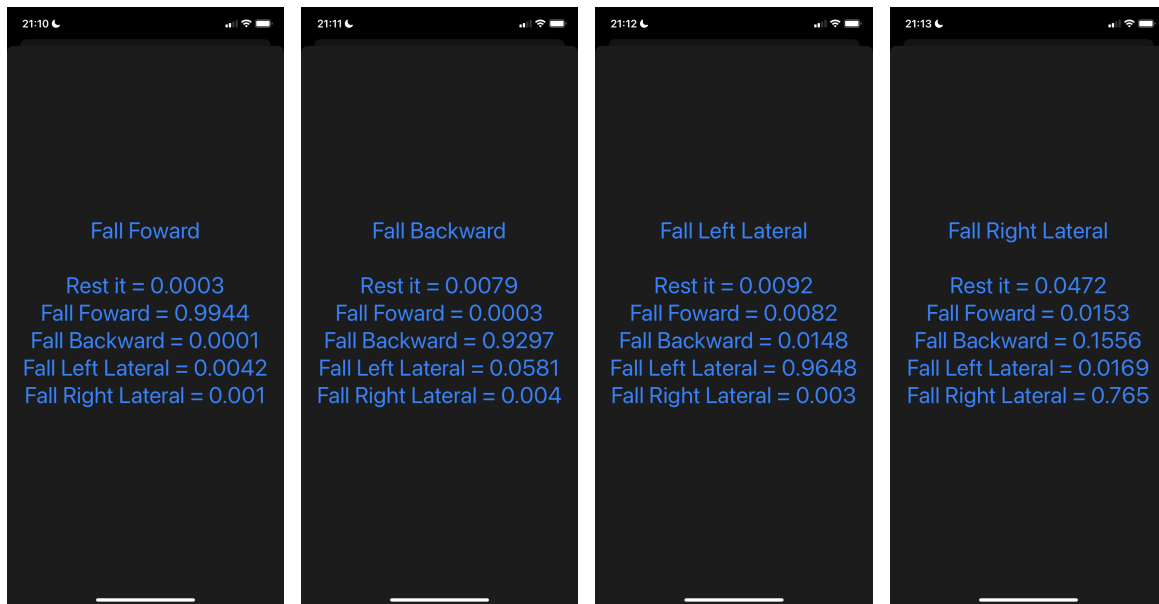 21:10
Fall Foward
Rest it = 0.0003
Fall Foward = 0.9944
Fall Backward = 0.0001
Fall Left Lateral = 0.0042
Fall Right Lateral = 0.001
21:11
Fall Backward
Rest it = 0.0079
Fall Foward = 0.0003
Fall Backward = 0.9297
Fall Left Lateral = 0.0581
Fall Right Lateral = 0.004
21:12
Fall Left Lateral
Rest it = 0.0092
Fall Foward = 0.0082
Fall Backward = 0.0148
Fall Left Lateral = 0.9648
Fall Right Lateral = 0.003
21:13
Fall Right Lateral
Rest it = 0.0472
Fall Foward = 0.0153
Fall Backward = 0.1556
Fall Left Lateral = 0.0169
Fall Right Lateral = 0.765